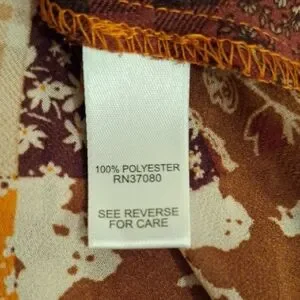 100% POLYESTER
RN37080
SEE REVERSE
FOR CARE